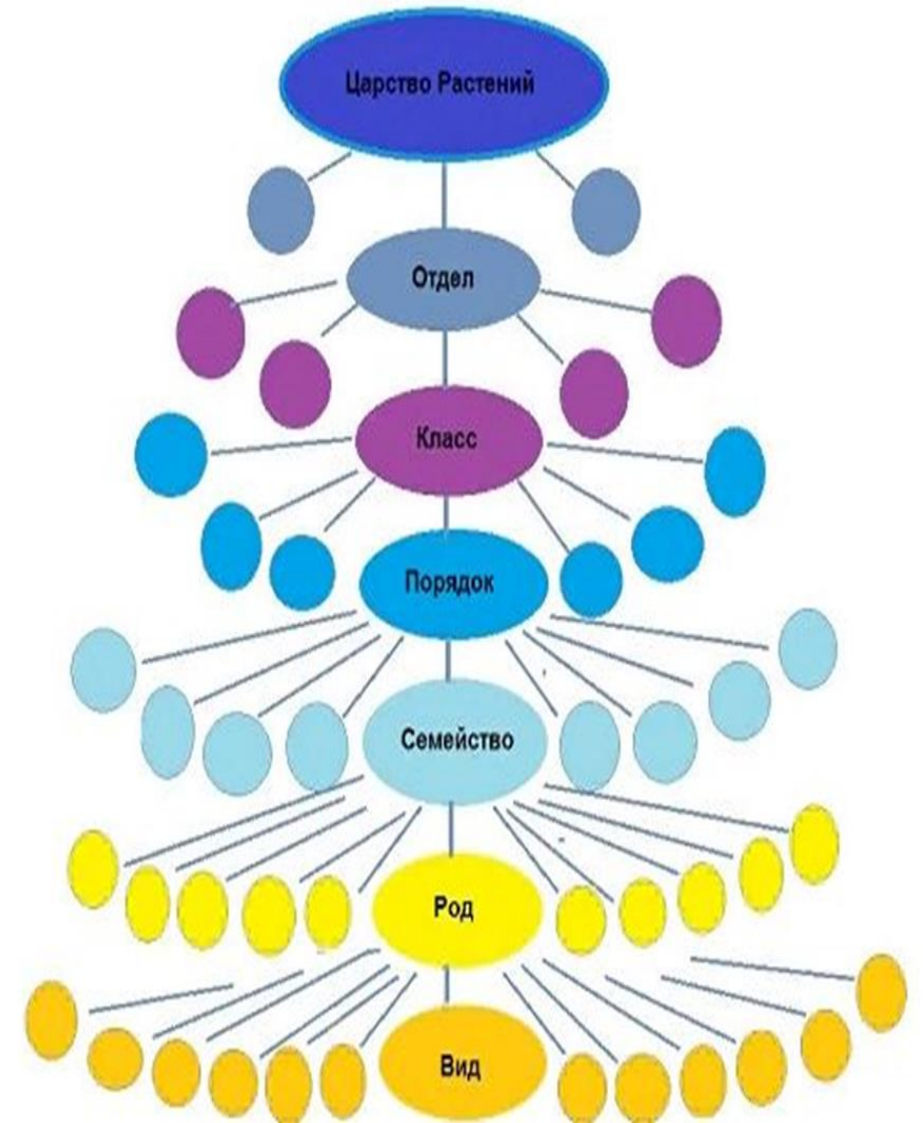 Царство Растений
Отдел
Класс
Порядок
Семейство
Род
Вид